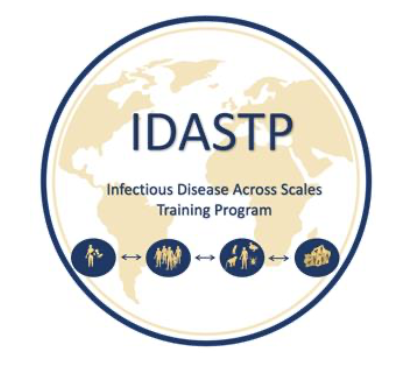 IDASTP
Infectious Disease Across Scales
Training Program